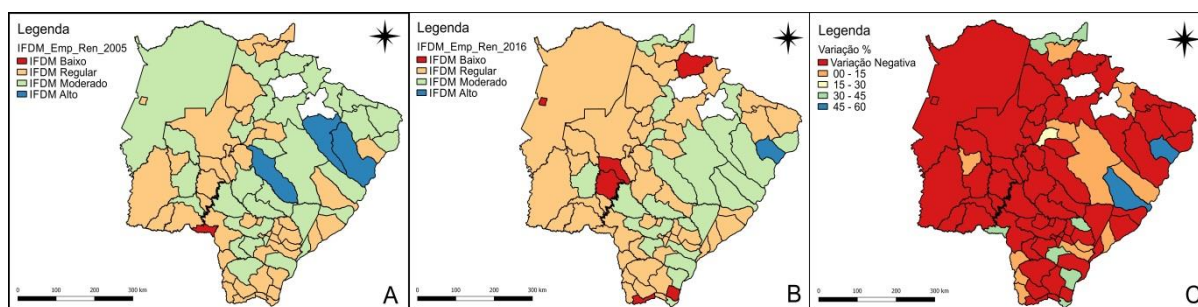 Legenda
IFDM_Emp_Ren_2005
IFDM Baixo
IFDM Regular
IFDM Moderado
IFDM Alto
0 100 200 300 km
A
Legenda
IFDM_Emp_Ren_2016
IFDM Baixo
IFDM Regular
IFDM Moderado
IFDM Alto
0 100 200 300 km
B
Legenda
Variação %
Variação Negativa
00 - 15
15 - 30
30 - 45
45 - 60
0 100 200 300 km
C